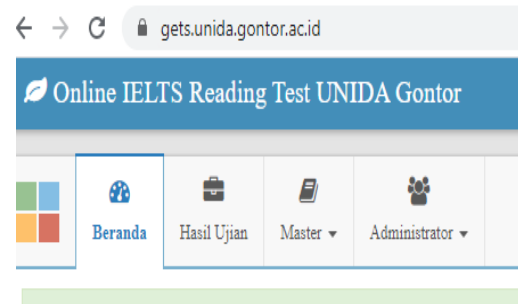 gets.unida.gontor.ac.id
Online IELTS Reading Test UNIDA Gontor
Beranda Hasil Ujian Master Administrator